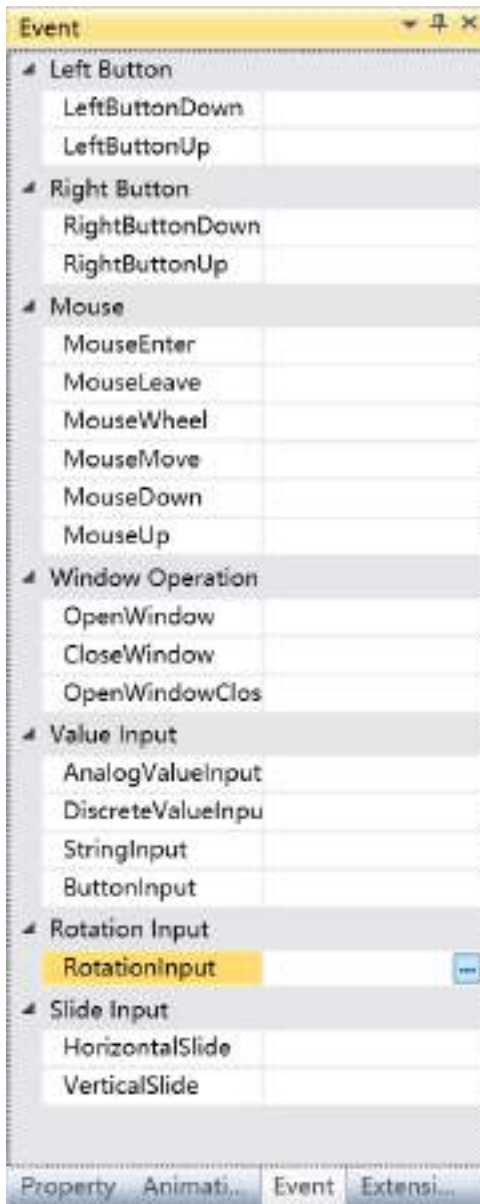 Event
Left Button
LeftButtonDown
LeftButtonUp
Right Button
RightButtonDown
RightButtonUp
Mouse
MouseEnter
MouseLeave
MouseWheel
MouseMove
MouseDown
MouseUp
Window Operation
OpenWindow
CloseWindow
OpenWindowClos
Value Input
AnalogValueInput
DiscreteValueInpu
StringInput
ButtonInput
Rotation Input
RotationInput ...
Slide Input
HorizontalSlide
VerticalSlide
Property Animati... Event Extensi...